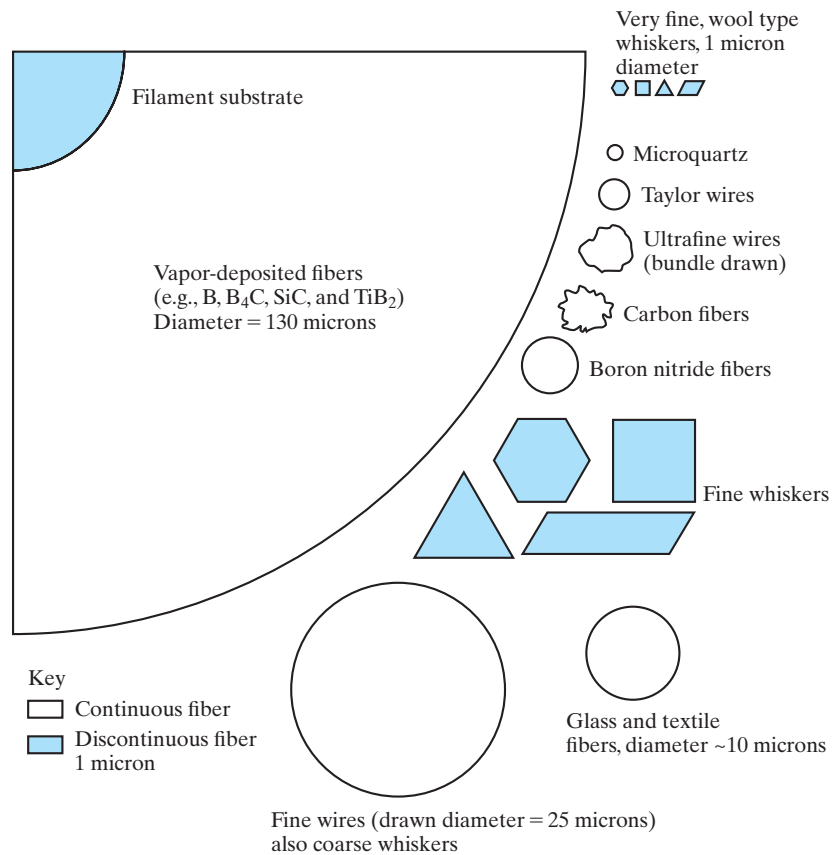 Very fine, wool type
whiskers, 1 micron
diameter
Filament substrate
Microquartz
Taylor wires
Ultrafine wires
(bundle drawn)
Vapor-deposited fibers
(e.g., B, B₄C, SiC, and TiB₂)
Diameter = 130 microns
Carbon fibers
Boron nitride fibers
Fine whiskers
Key
Continuous fiber
Discontinuous fiber
1 micron
Glass and textile
fibers, diameter ~10 microns
Fine wires (drawn diameter = 25 microns)
also coarse whiskers